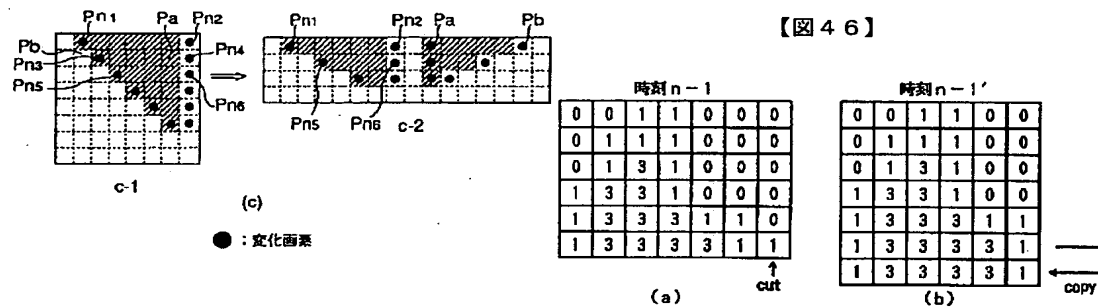 Pn1 Pa Pn2
Pb
Pn3
Pn4
Pn5
Pn6
c-1
Pn1 Pn2 Pa Pb
Pn5 Pn6
c-2
(c)
● : 変化画素
【図46】
時刻n-1
0 0 1 1 0 0 0
0 1 1 1 0 0 0
0 1 3 1 0 0 0
1 3 3 1 0 0 0
1 3 3 3 1 1 0
1 3 3 3 3 1 1
cut
(a)
時刻n-1'
0 0 1 1 0 0
0 1 1 1 0 0
0 1 3 1 0 0
1 3 3 1 0 0
1 3 3 3 1 1
1 3 3 3 3 1
1 3 3 3 3 1
copy
(b)